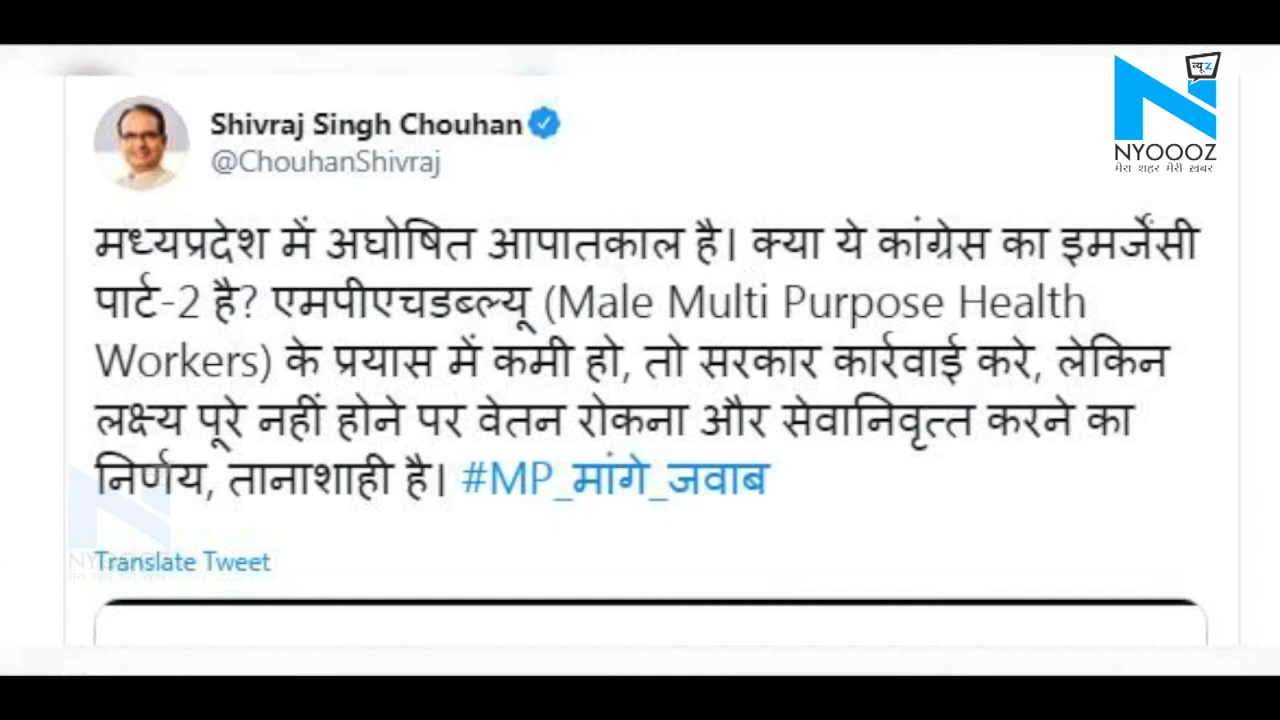 न्यूz
NYOOOZ
मेरा शहर मेरी ख़बर
Shivraj Singh Chouhan
@ChouhanShivraj
मध्यप्रदेश में अघोषित आपातकाल है। क्या ये कांग्रेस का इमर्जेंसी
पार्ट-2 है? एमपीएचडब्ल्यू (Male Multi Purpose Health
Workers) के प्रयास में कमी हो, तो सरकार कार्रवाई करे, लेकिन
लक्ष्य पूरे नहीं होने पर वेतन रोकना और सेवानिवृत्त करने का
निर्णय, तानाशाही है। #MP_मांगे_जवाब
Translate Tweet